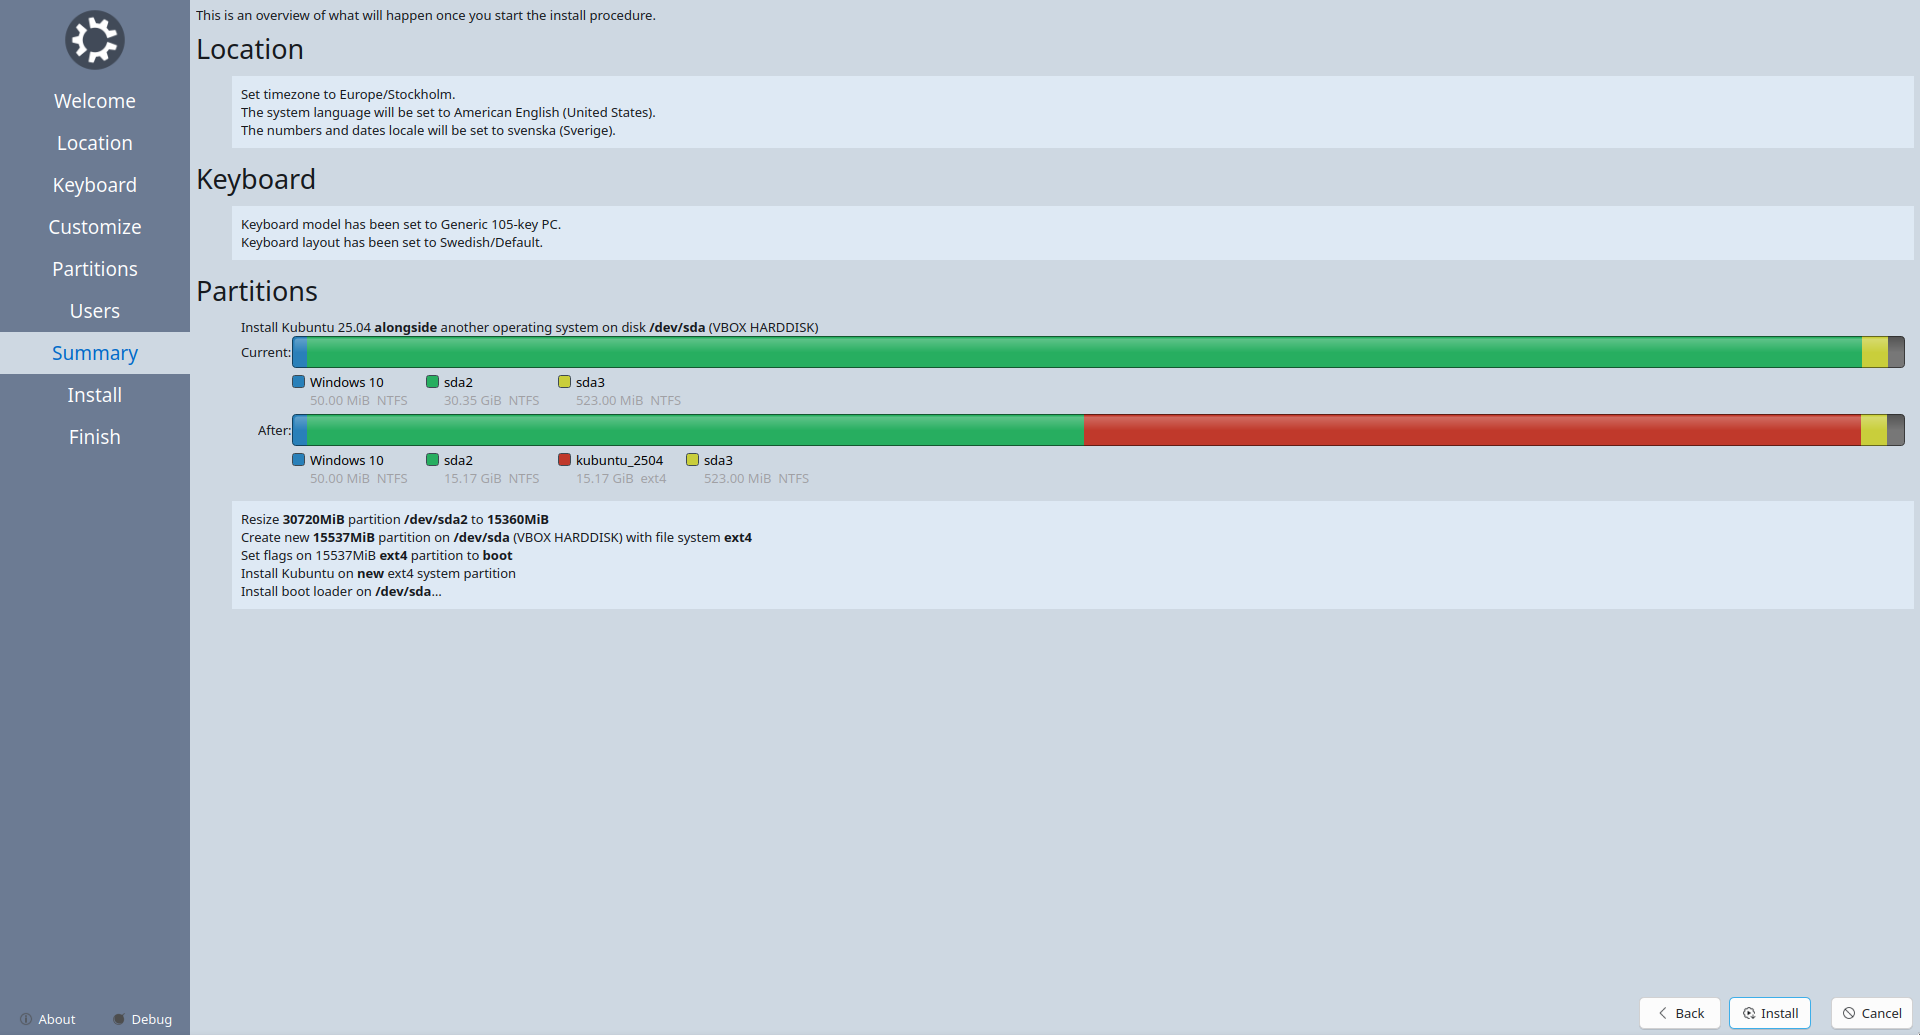 This is an overview of what will happen once you start the install procedure.
Welcome
Location
Keyboard
Customize
Partitions
Users
Summary
Install
Finish
Location
Set timezone to Europe/Stockholm.
The system language will be set to American English (United States).
The numbers and dates locale will be set to svenska (Sverige).
Keyboard
Keyboard model has been set to Generic 105-key PC.
Keyboard layout has been set to Swedish/Default.
Partitions
Install Kubuntu 25.04 alongside another operating system on disk /dev/sda (VBOX HARDDISK)
Current:
Windows 10 sda2 sda3
50.00 MiB NTFS 30.35 GiB NTFS 523.00 MiB NTFS
After:
Windows 10 sda2 kubuntu_2504 sda3
50.00 MiB NTFS 15.17 GiB NTFS 15.17 GiB ext4 523.00 MiB NTFS
Resize 30720MiB partition /dev/sda2 to 15360MiB
Create new 15537MiB partition on /dev/sda (VBOX HARDDISK) with file system ext4
Set flags on 15537MiB ext4 partition to boot
Install Kubuntu on new ext4 system partition
Install boot loader on /dev/sda...
About Debug
Back Install Cancel